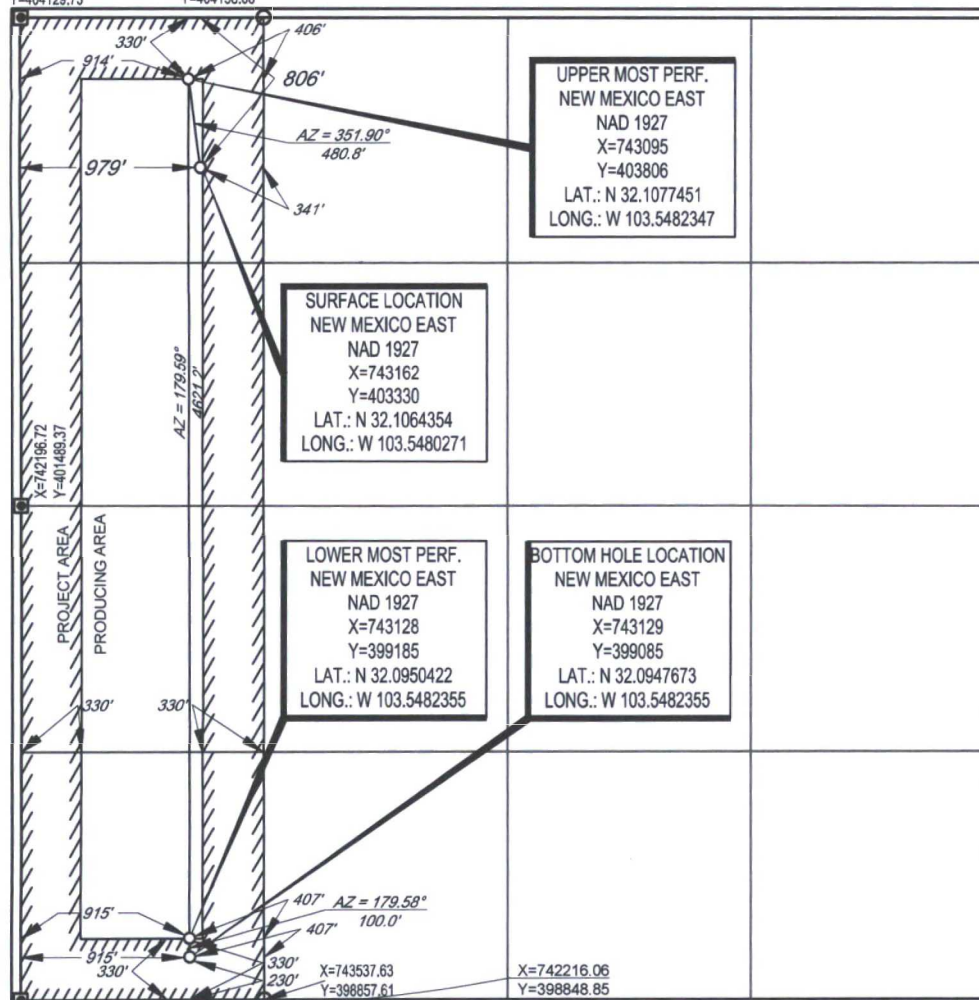 330'
406'
914'
806'
AZ = 351.90°
480.8'
979'
341'
UPPER MOST PERF.
NEW MEXICO EAST
NAD 1927
X=743095
Y=403806
LAT.: N 32.1077451
LONG.: W 103.5482347
SURFACE LOCATION
NEW MEXICO EAST
NAD 1927
X=743162
Y=403330
LAT.: N 32.1064354
LONG.: W 103.5480271
AZ = 179.59°
4621.2'
X=742196.72
Y=401489.37
PROJECT AREA
PRODUCING AREA
LOWER MOST PERF.
NEW MEXICO EAST
NAD 1927
X=743128
Y=399185
LAT.: N 32.0950422
LONG.: W 103.5482355
BOTTOM HOLE LOCATION
NEW MEXICO EAST
NAD 1927
X=743129
Y=399085
LAT.: N 32.0947673
LONG.: W 103.5482355
330'
330'
407'
AZ = 179.58°
100.0'
915'
407'
915'
330'
330'
230'
X=743537.63
Y=398857.61
X=742216.06
Y=398848.85